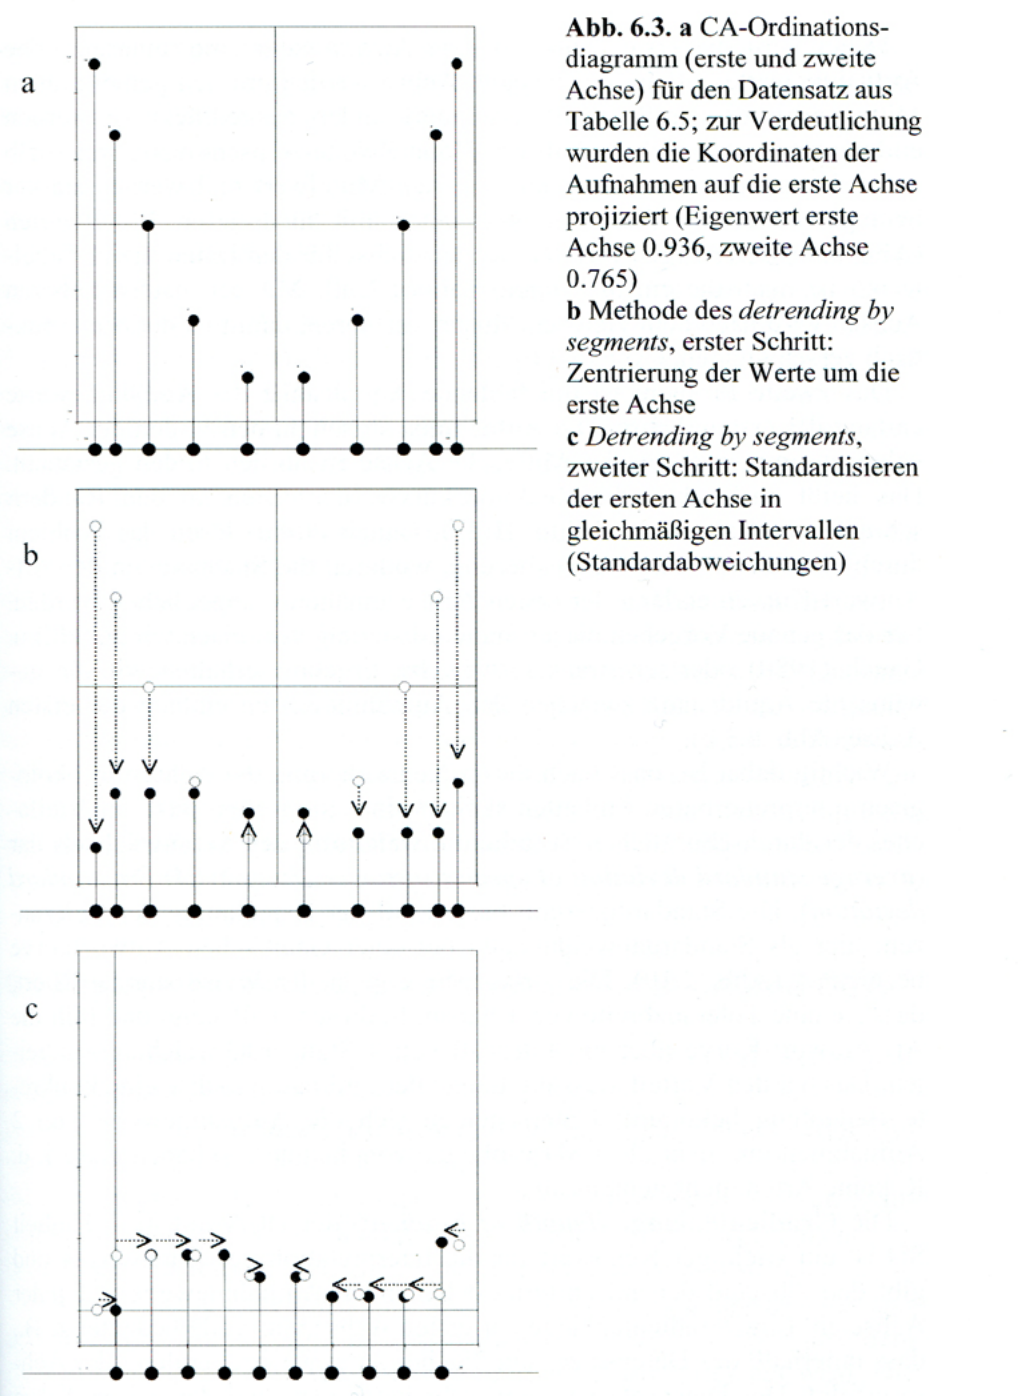 a
Abb. 6.3. a CA-Ordinations-
diagramm (erste und zweite
Achse) für den Datensatz aus
Tabelle 6.5; zur Verdeutlichung
wurden die Koordinaten der
Aufnahmen auf die erste Achse
projiziert (Eigenwert erste
Achse 0.936, zweite Achse
0.765)
b Methode des detrending by
segments, erster Schritt:
Zentrierung der Werte um die
erste Achse
c Detrending by segments,
zweiter Schritt: Standardisieren
der ersten Achse in
gleichmäßigen Intervallen
(Standardabweichungen)
b
c